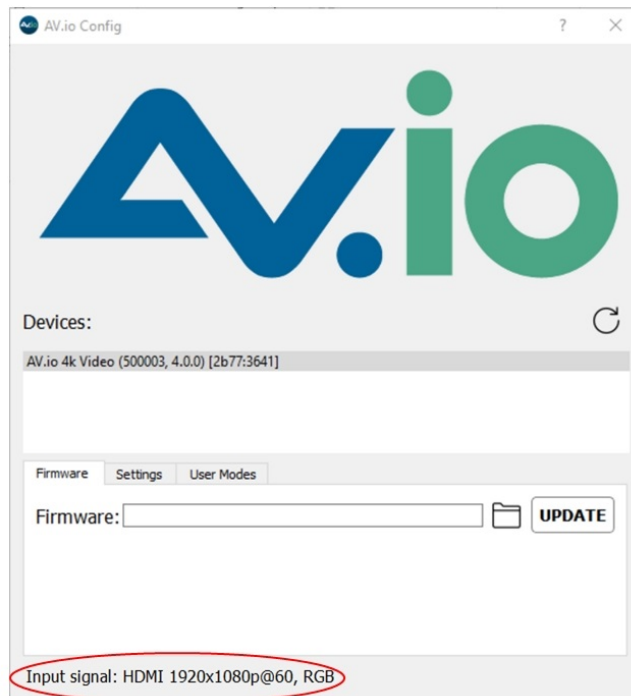 AV.io Config
?
AV.io
Devices:
AV.io 4k Video (500003, 4.0.0) [2b77:3641]
Firmware Settings User Modes
Firmware: UPDATE
Input signal: HDMI 1920x1080p@60, RGB